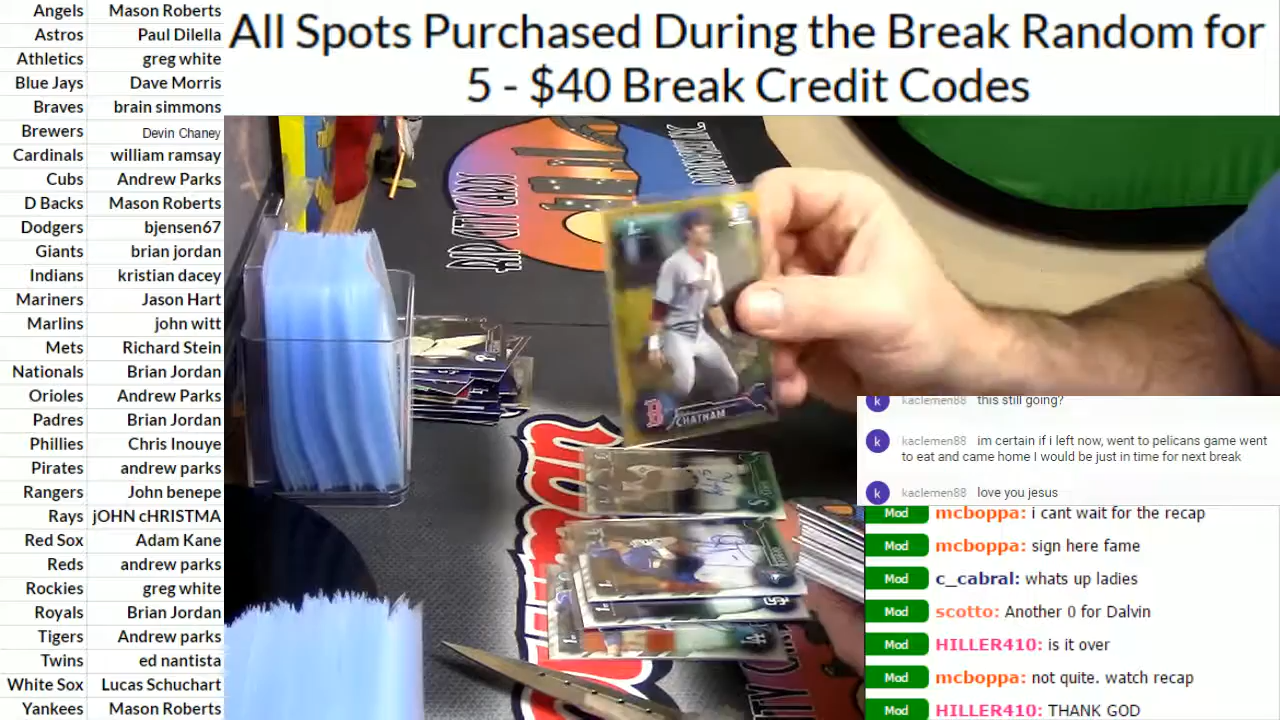 All Spots Purchased During the Break Random for
5 - $40 Break Credit Codes
Angels Mason Roberts
Astros Paul Dilella
Athletics greg white
Blue Jays Dave Morris
Braves brain simmons
Brewers Devin Chaney
Cardinals william ramsay
Cubs Andrew Parks
D Backs Mason Roberts
Dodgers bjensen67
Giants brian jordan
Indians kristian dacey
Mariners Jason Hart
Marlins john witt
Mets Richard Stein
Nationals Brian Jordan
Orioles Andrew Parks
Padres Brian Jordan
Phillies Chris Inouye
Pirates andrew parks
Rangers John benepe
Rays jOHN cHRISTMA
Red Sox Adam Kane
Reds andrew parks
Rockies greg white
Royals Brian Jordan
Tigers Andrew parks
Twins ed nantista
White Sox Lucas Schuchart
Yankees Mason Roberts
RIP CITY CARDS
B
CHATHAM
kaclemen88 this still going?
k kaclemen88 im certain if i left now, went to pelicans game went
to eat and came home I would be just in time for next break
k kaclemen88 love you jesus
Mod mcboppa: i cant wait for the recap
Mod mcboppa: sign here fame
Mod c_cabral: whats up ladies
Mod scotto: Another 0 for Dalvin
Mod HILLER410: is it over
Mod mcboppa: not quite. watch recap
Mod HILLER410: THANK GOD